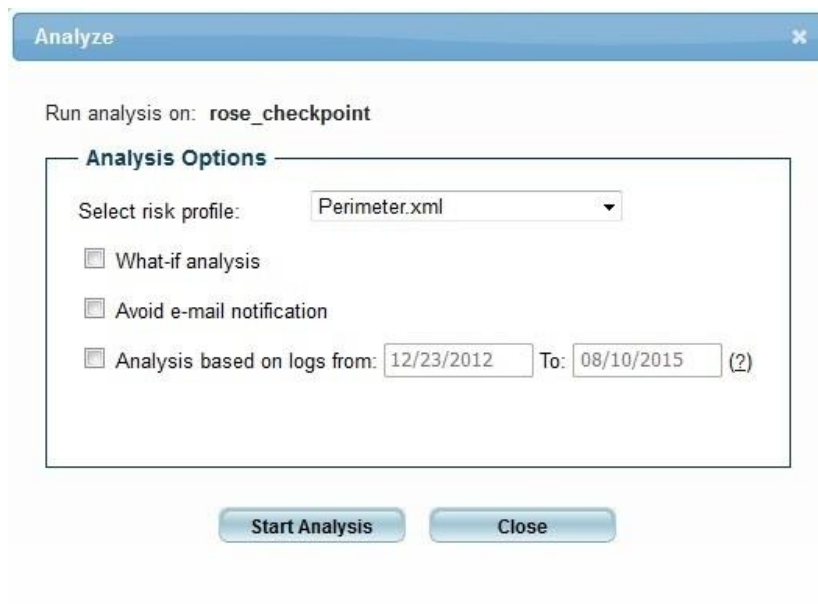 Analyze
Run analysis on: rose_checkpoint
Analysis Options
Select risk profile: Perimeter.xml
What-if analysis
Avoid e-mail notification
Analysis based on logs from: 12/23/2012 To: 08/10/2015 (?)
Start Analysis Close